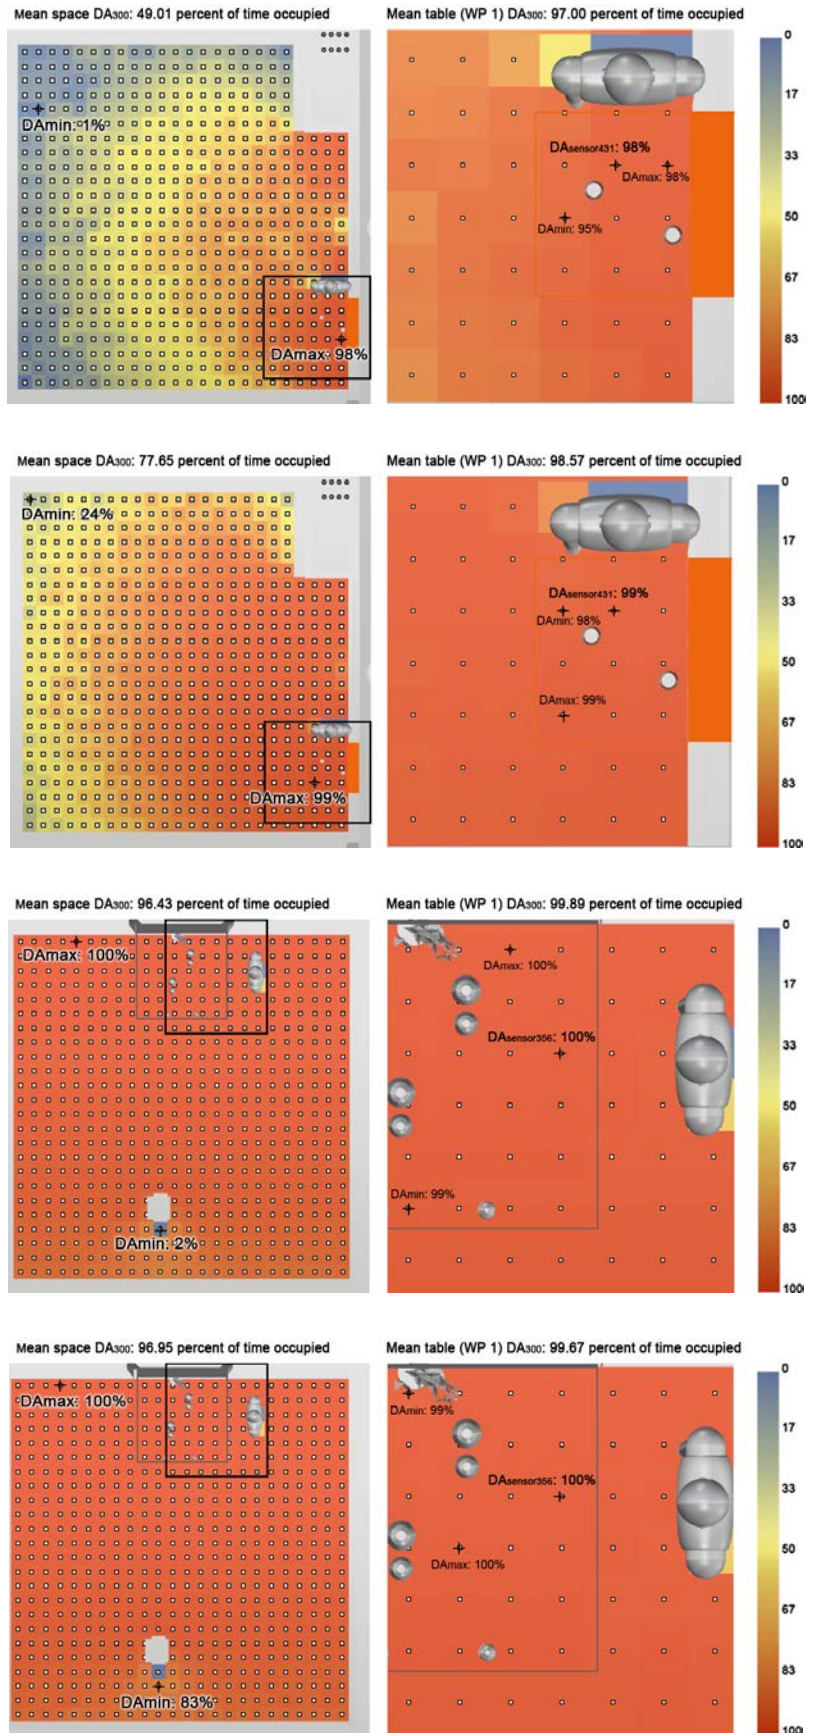 Mean space DA300: 49.01 percent of time occupied
Mean table (WP 1) DA300: 97.00 percent of time occupied
DAmin: 1%
DAmax: 98%
DAsensor431: 98%
DAmax: 98%
DAmin: 95%
0
17
33
50
67
83
100
Mean space DA300: 77.65 percent of time occupied
Mean table (WP 1) DA300: 98.57 percent of time occupied
DAmin: 24%
DAmax: 99%
DAsensor431: 99%
DAmin: 98%
DAmax: 99%
0
17
33
50
67
83
100
Mean space DA300: 96.43 percent of time occupied
Mean table (WP 1) DA300: 99.89 percent of time occupied
DAmax: 100%
DAmin: 2%
DAmax: 100%
DAsensor356: 100%
DAmin: 99%
0
17
33
50
67
83
100
Mean space DA300: 96.95 percent of time occupied
Mean table (WP 1) DA300: 99.67 percent of time occupied
DAmax: 100%
DAmin: 83%
DAmin: 99%
DAsensor356: 100%
DAmax: 100%
0
17
33
50
67
83
100